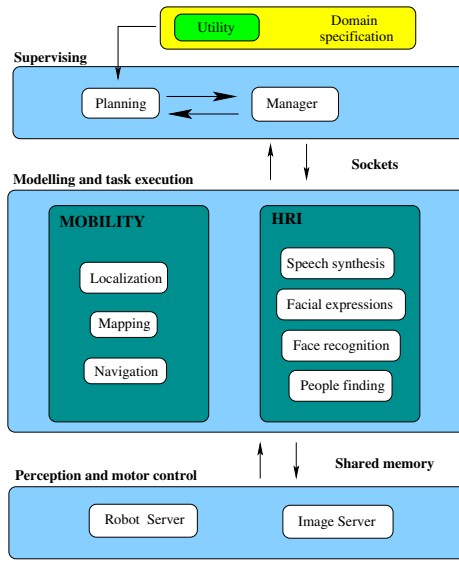 Utility
Domain
specification
Supervising
Planning
Manager
Sockets
Modelling and task execution
MOBILITY
Localization
Mapping
Navigation
HRI
Speech synthesis
Facial expressions
Face recognition
People finding
Shared memory
Perception and motor control
Robot Server
Image Server